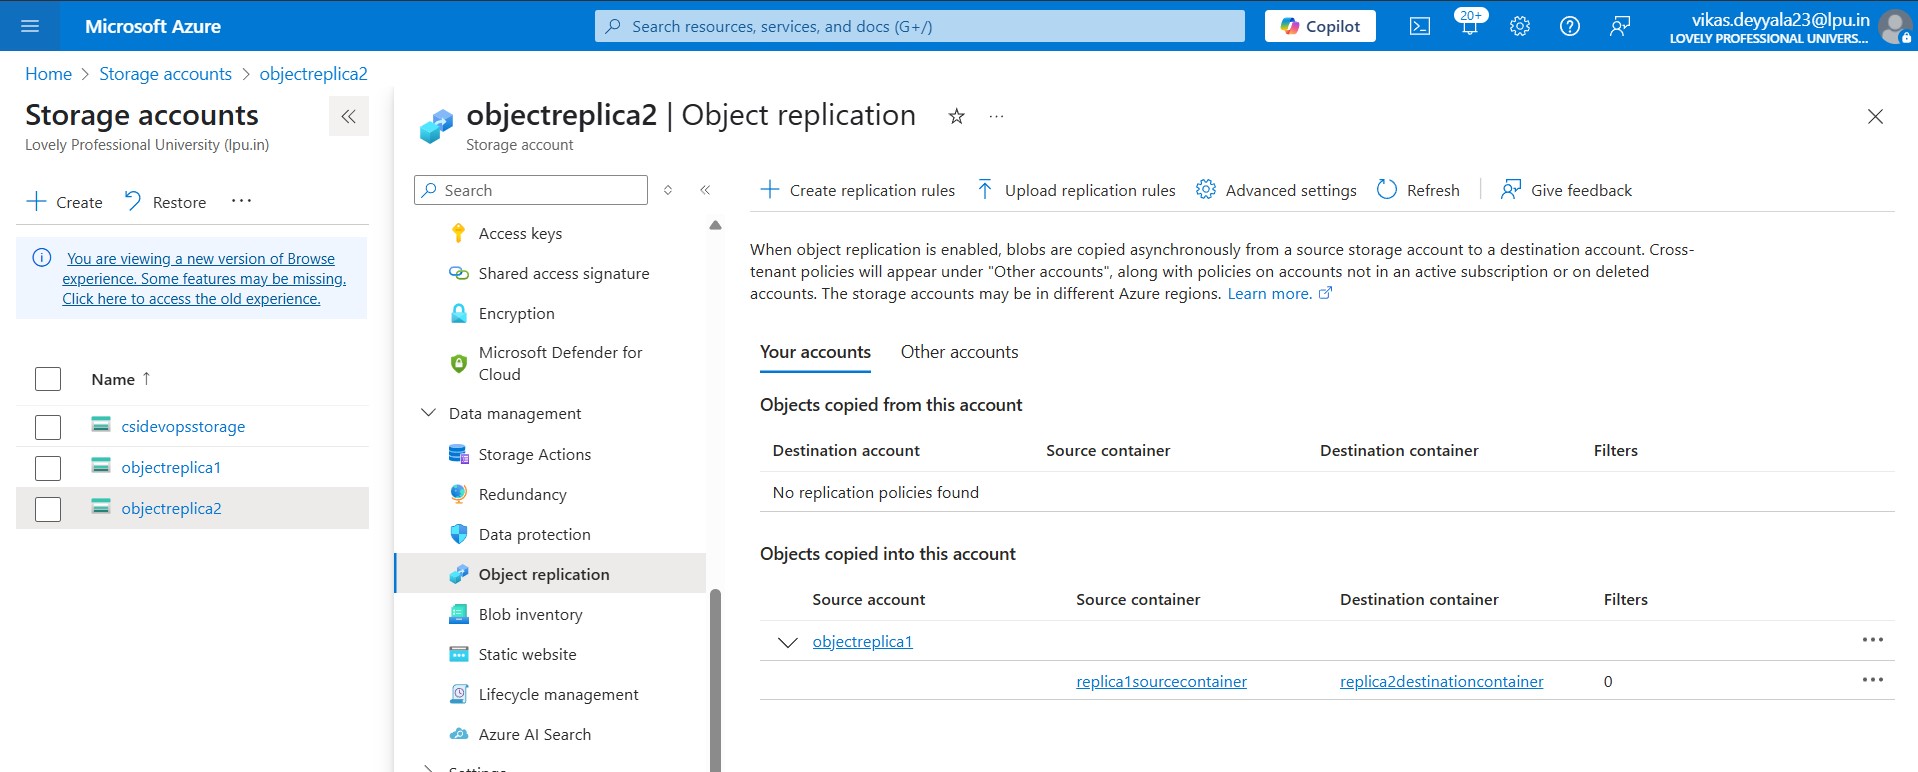 Microsoft Azure
Search resources, services, and docs (G+/)
Copilot
20+
vikas.deyyala23@lpu.in
LOVELY PROFESSIONAL UNIVERS...
Home > Storage accounts > objectreplica2
Storage accounts
Lovely Professional University (lpu.in)
+ Create Restore ...
You are viewing a new version of Browse
experience. Some features may be missing.
Click here to access the old experience.
Name ↑
csidevopsstorage
objectreplica1
objectreplica2
objectreplica2 | Object replication
Storage account
Search
Access keys
Shared access signature
Encryption
Microsoft Defender for
Cloud
Data management
Storage Actions
Redundancy
Data protection
Object replication
Blob inventory
Static website
Lifecycle management
Azure AI Search
Settings
+ Create replication rules Upload replication rules Advanced settings Refresh Give feedback
When object replication is enabled, blobs are copied asynchronously from a source storage account to a destination account. Cross-
tenant policies will appear under "Other accounts", along with policies on accounts not in an active subscription or on deleted
accounts. The storage accounts may be in different Azure regions. Learn more.
Your accounts Other accounts
Objects copied from this account
Destination account Source container Destination container Filters
No replication policies found
Objects copied into this account
Source account Source container Destination container Filters
objectreplica1
replica1sourcecontainer replica2destinationcontainer 0